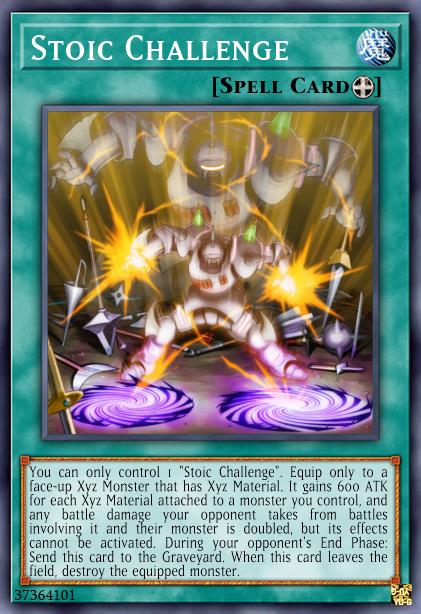 Stoic Challenge
[Spell Card]
You can only control 1 "Stoic Challenge". Equip only to a
face-up Xyz Monster that has Xyz Material. It gains 600 ATK
for each Xyz Material attached to a monster you control, and
any battle damage your opponent takes from battles
involving it and their monster is doubled, but its effects
cannot be activated. During your opponent's End Phase:
Send this card to the Graveyard. When this card leaves the
field, destroy the equipped monster.
37364101